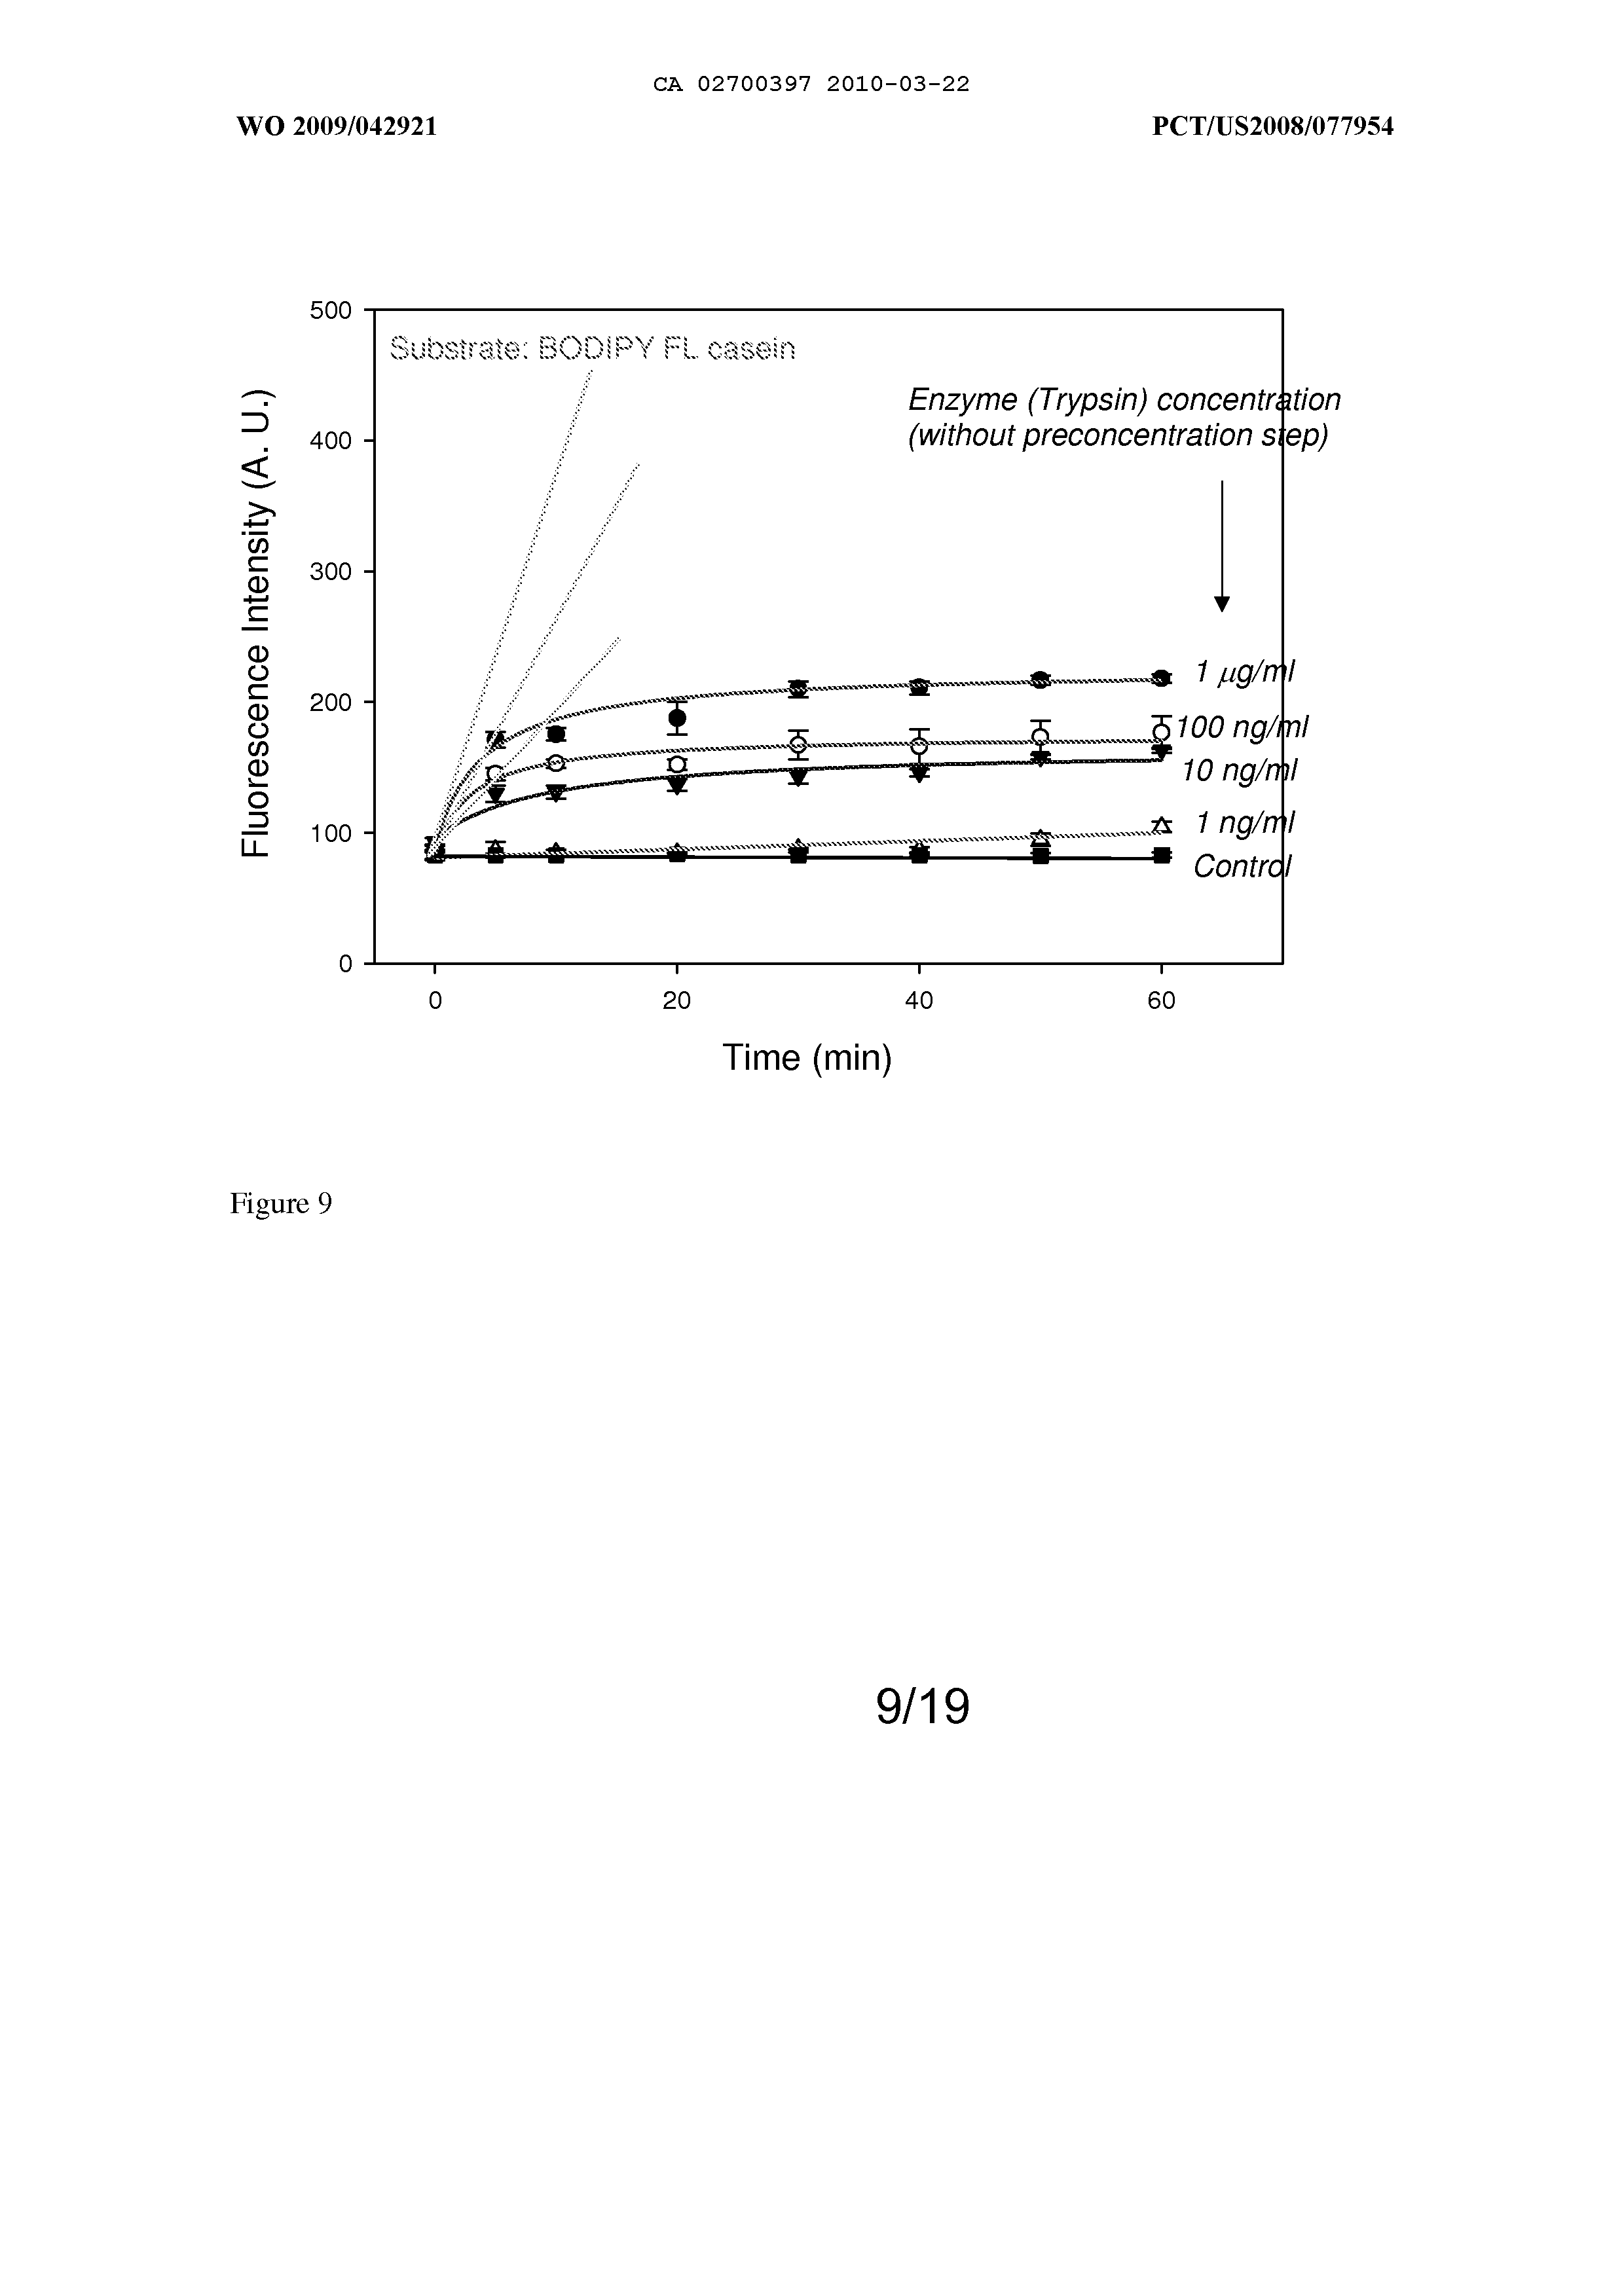 CA 02700397 2010-03-22
WO 2009/042921
PCT/US2008/077954
500
400
300
200
100
0
Fluorescence Intensity (A. U.)
Substrate: BODIPY FL casein
Enzyme (Trypsin) concentration
(without preconcentration step)
1 μg/ml
100 ng/ml
10 ng/ml
1 ng/ml
Control
0
20
40
60
Time (min)
Figure 9
9/19